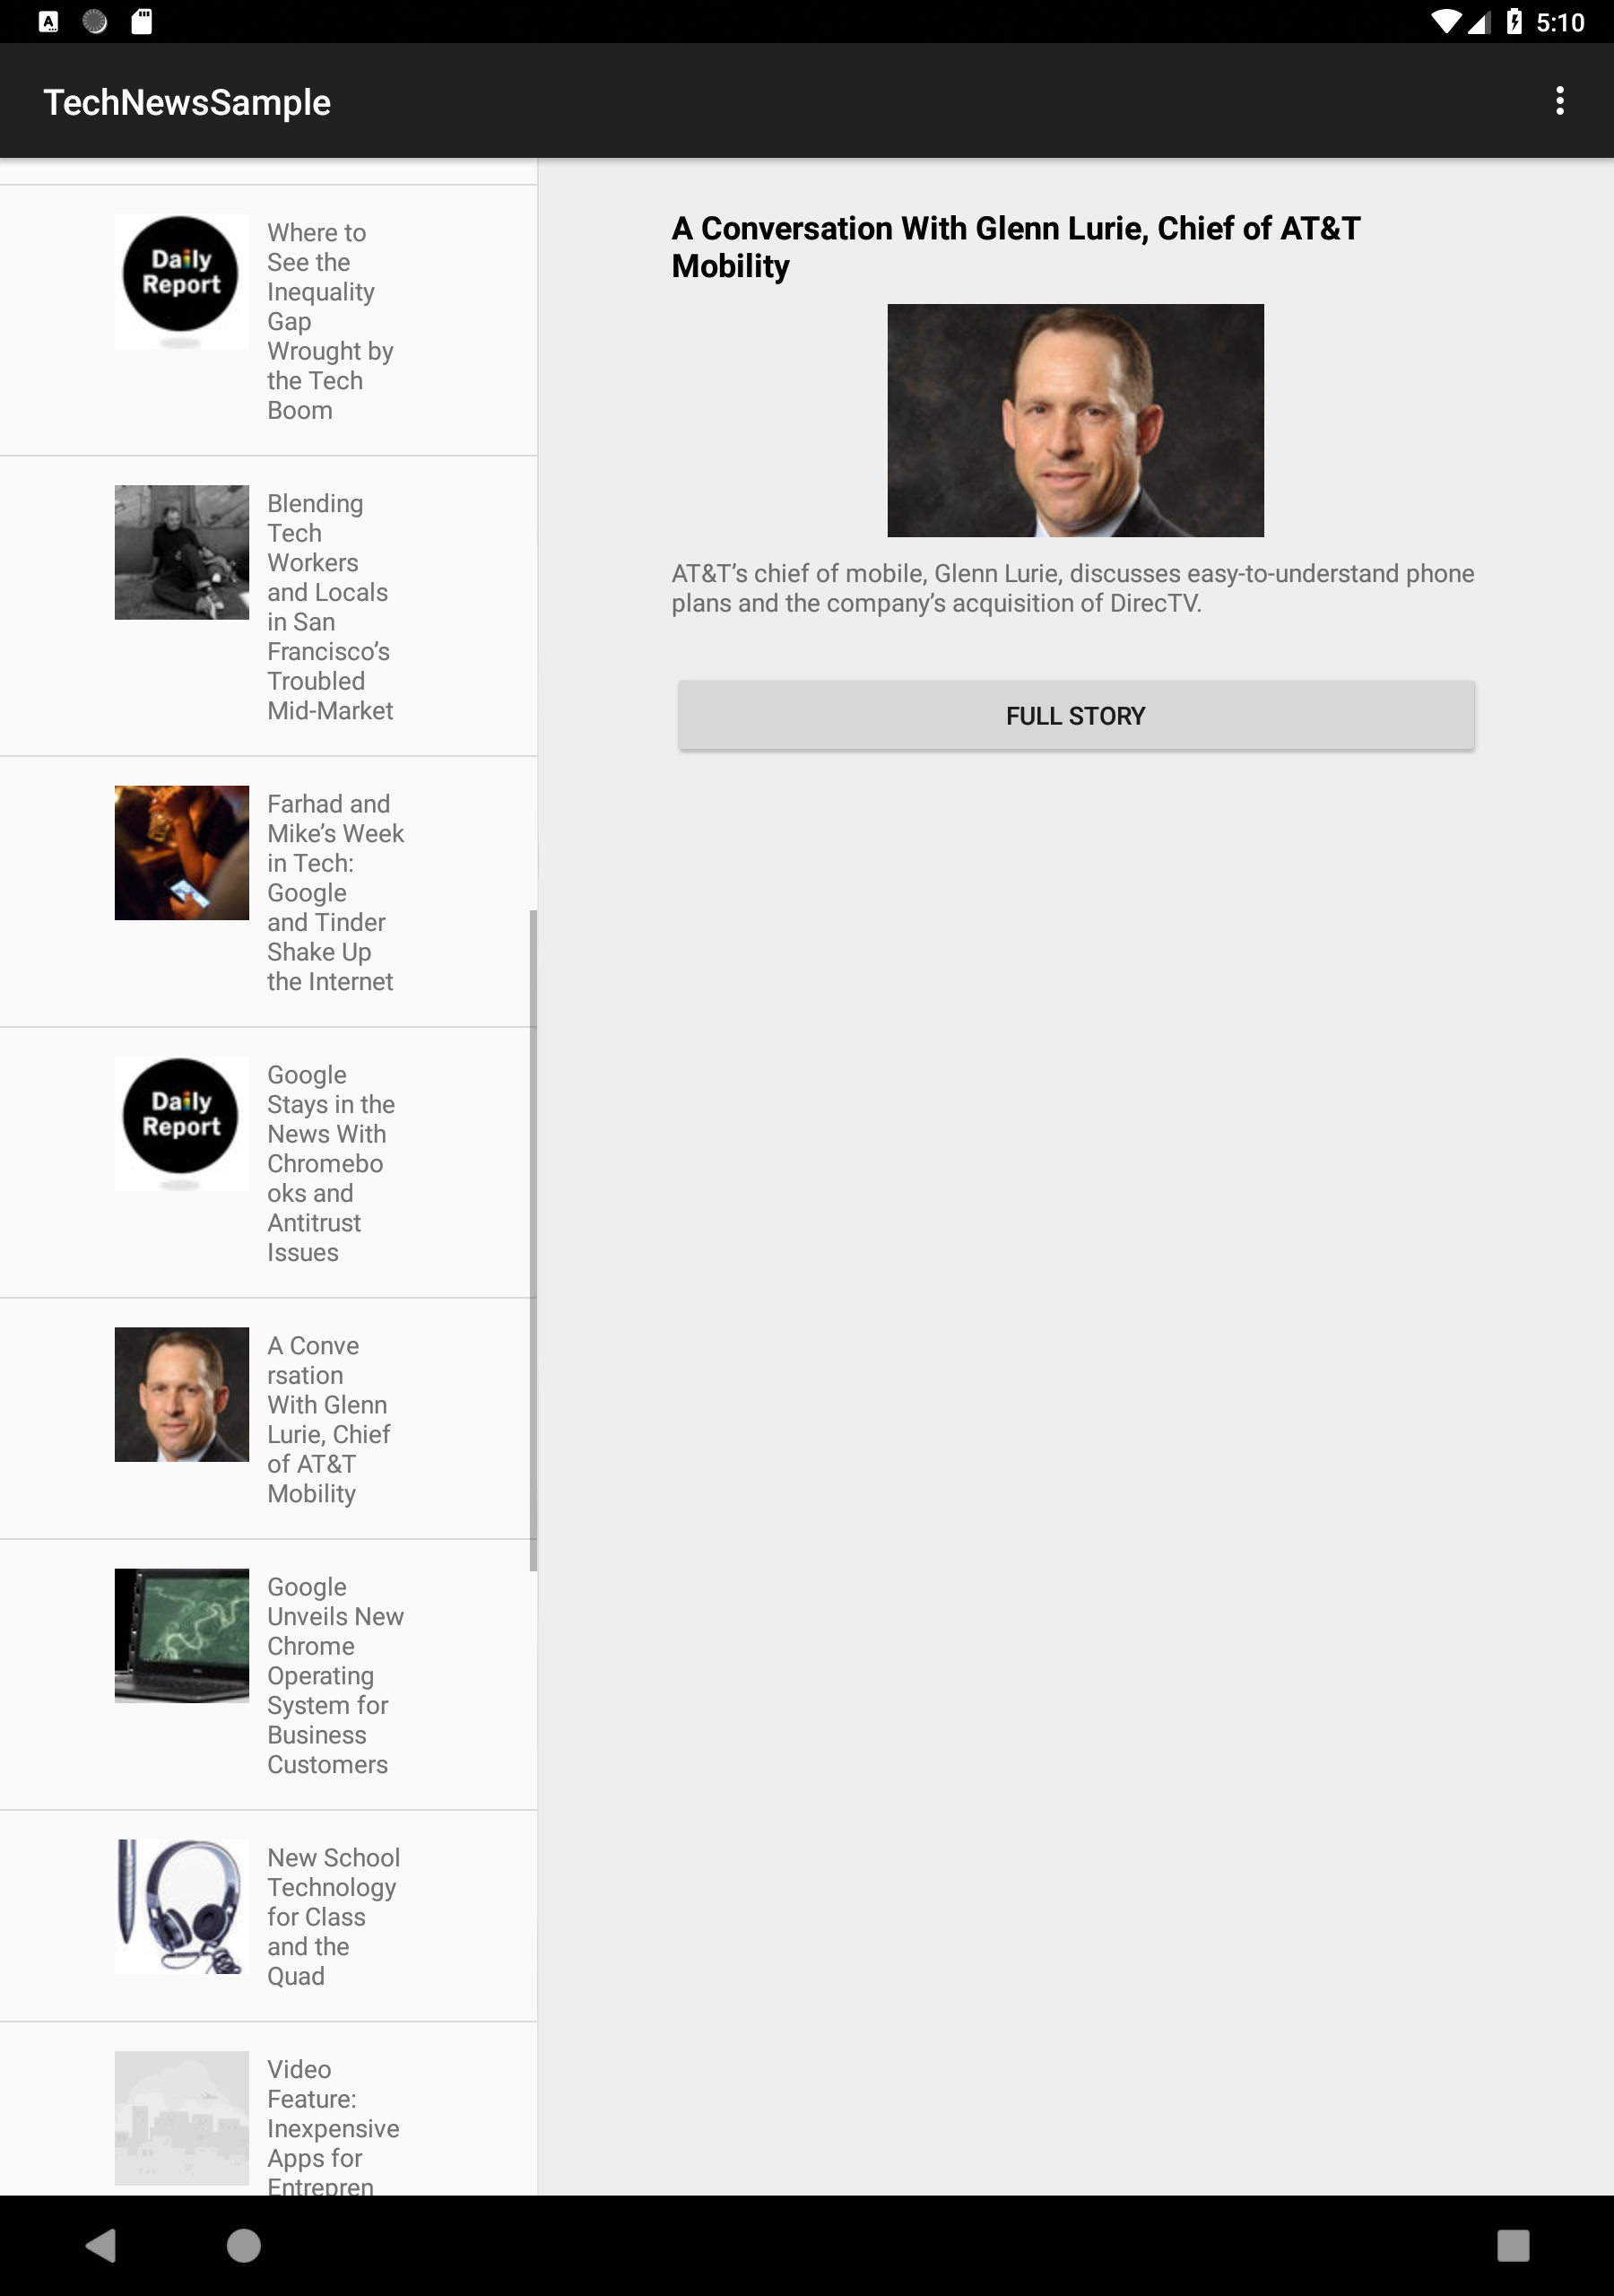 5:10
TechNewsSample
Daily
Report
Where to
See the
Inequality
Gap
Wrought by
the Tech
Boom
Blending
Tech
Workers
and Locals
in San
Francisco’s
Troubled
Mid-Market
Farhad and
Mike’s Week
in Tech:
Google
and Tinder
Shake Up
the Internet
Daily
Report
Google
Stays in the
News With
Chromebo
oks and
Antitrust
Issues
A Conve
rsation
With Glenn
Lurie, Chief
of AT&T
Mobility
Google
Unveils New
Chrome
Operating
System for
Business
Customers
New School
Technology
for Class
and the
Quad
Video
Feature:
Inexpensive
Apps for
Entrepren
A Conversation With Glenn Lurie, Chief of AT&T
Mobility
AT&T’s chief of mobile, Glenn Lurie, discusses easy-to-understand phone
plans and the company’s acquisition of DirecTV.
FULL STORY